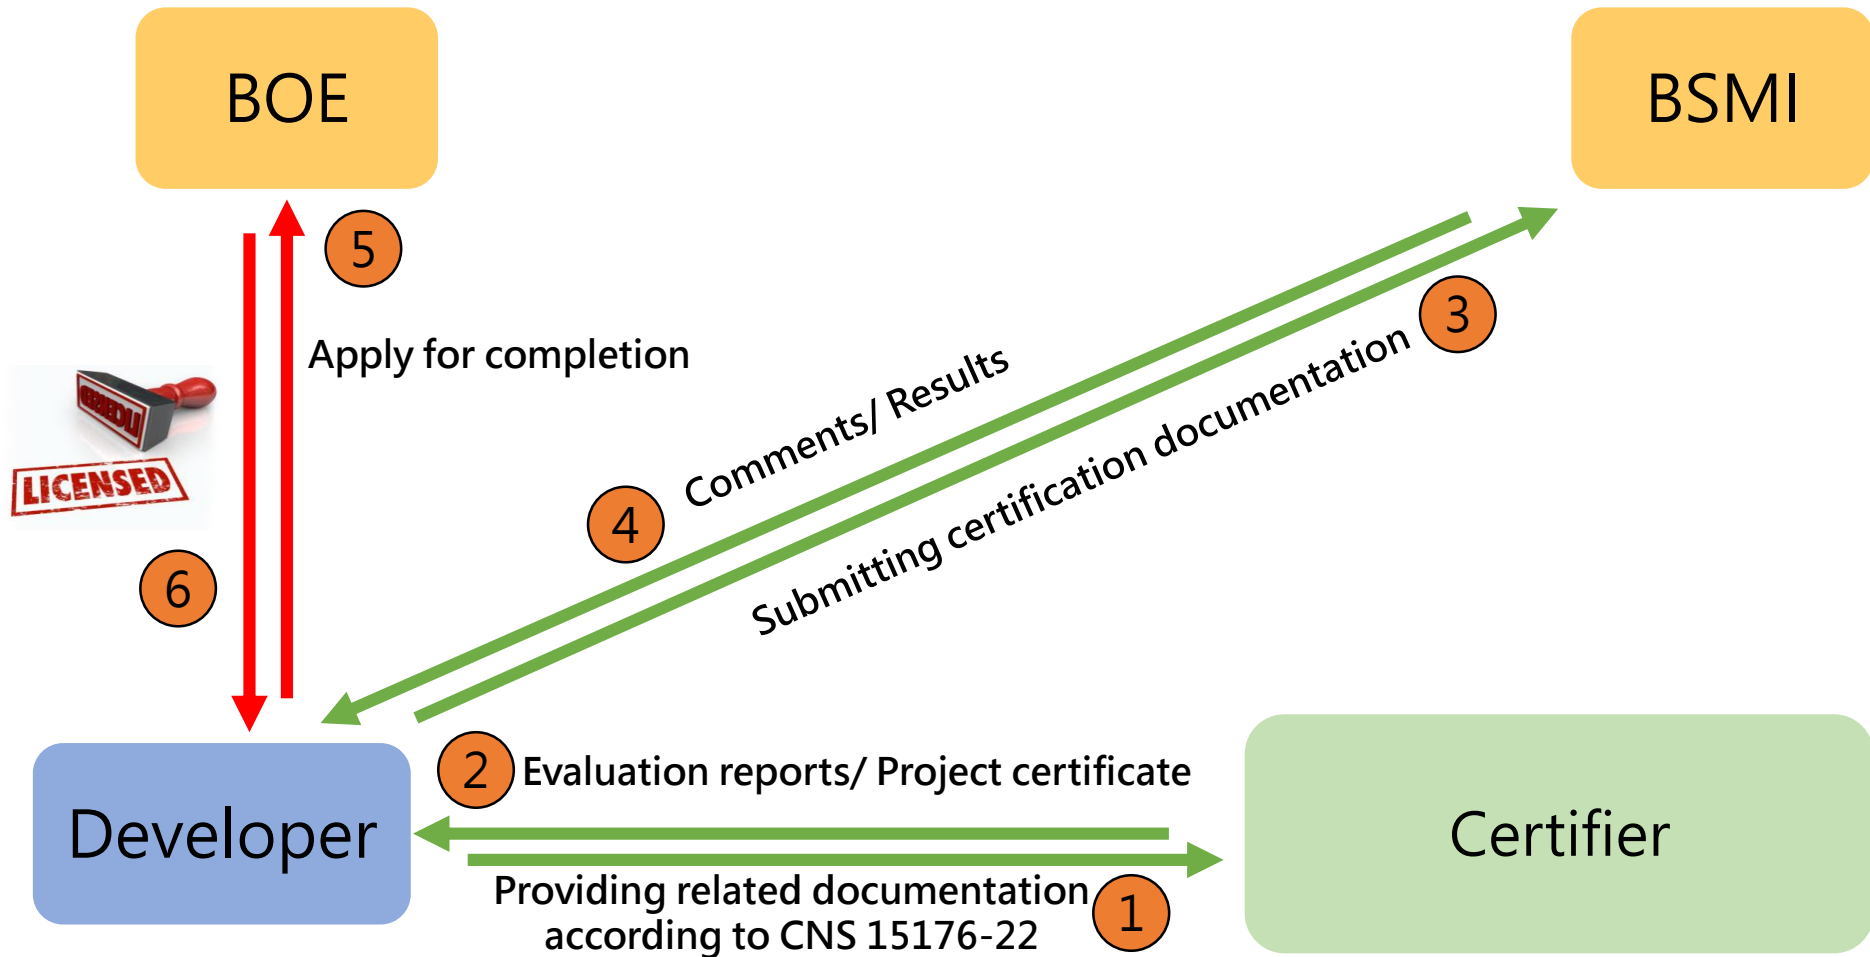 BOE
BSMI
5
Apply for completion
3
Comments/ Results
Submitting certification documentation
4
LICENSED
LICENSED
6
2
Evaluation reports/ Project certificate
Developer
Certifier
Providing related documentation
according to CNS 15176-22
1